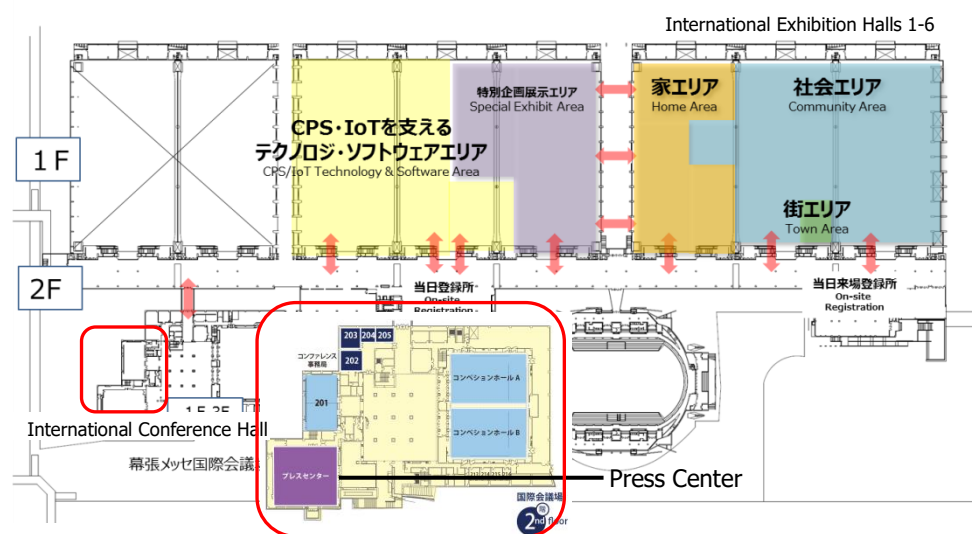 International Exhibition Halls 1-6
特別企画展示エリア
Special Exhibit Area
家エリア
Home Area
社会エリア
Community Area
CPS・IoTを支える
テクノロジ・ソフトウェアエリア
CPS/IoT Technology & Software Area
1F
街エリア
Town Area
2F
当日登録所
On-site
Registration
当日来場登録所
On-site
Registration
203 204 205
202
コンファレンス
事務局
201
コンベションホール A
コンベションホール B
International Conference Hall
幕張メッセ国際会議
プレスセンター
Press Center
国際会議場
2nd floor
階